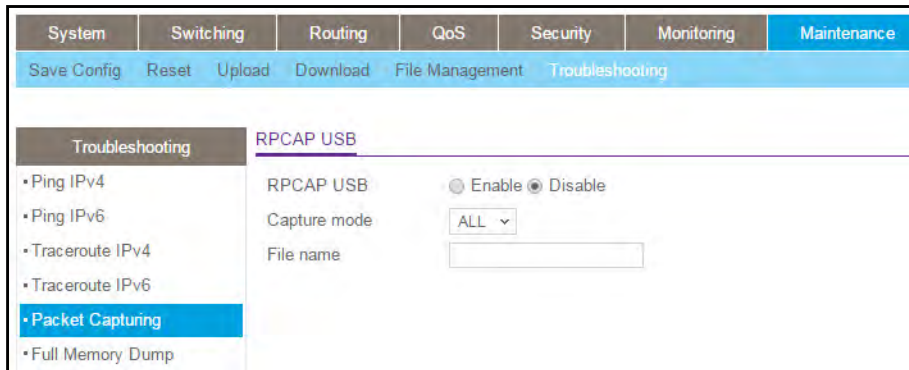 System Switching Routing QoS Security Monitoring Maintenance
Save Config Reset Upload Download File Management Troubleshooting
Troubleshooting
RPCAP USB
Ping IPv4
Ping IPv6
Traceroute IPv4
Traceroute IPv6
Packet Capturing
Full Memory Dump
RPCAP USB Enable Disable
Capture mode ALL
File name